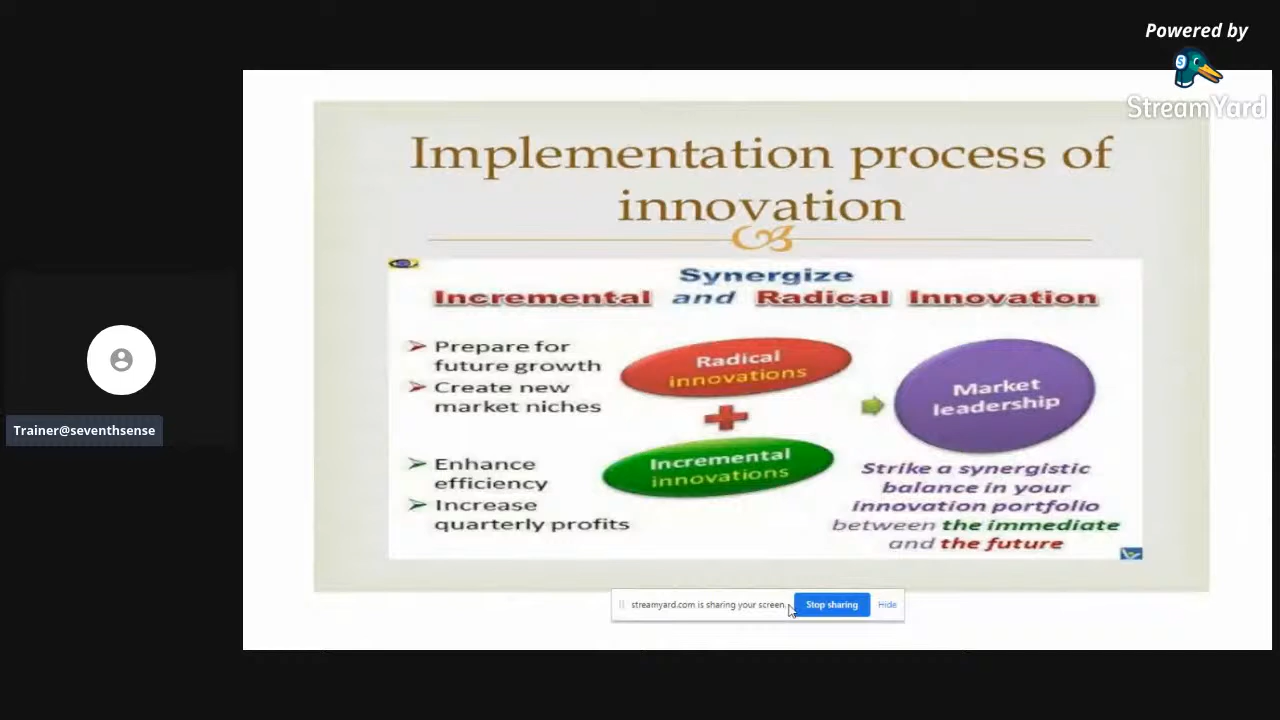 Powered by
StreamYard
Implementation process of
innovation
Synergize
Incremental and Radical Innovation
Prepare for
future growth
Create new
market niches
Radical
innovations
Market
leadership
Enhance
efficiency
Increase
quarterly profits
Incremental
innovations
Strike a synergistic
balance in your
innovation portfolio
between the immediate
and the future
Trainer@seventhsense
streamyard.com is sharing your screen.
Stop sharing
Hide